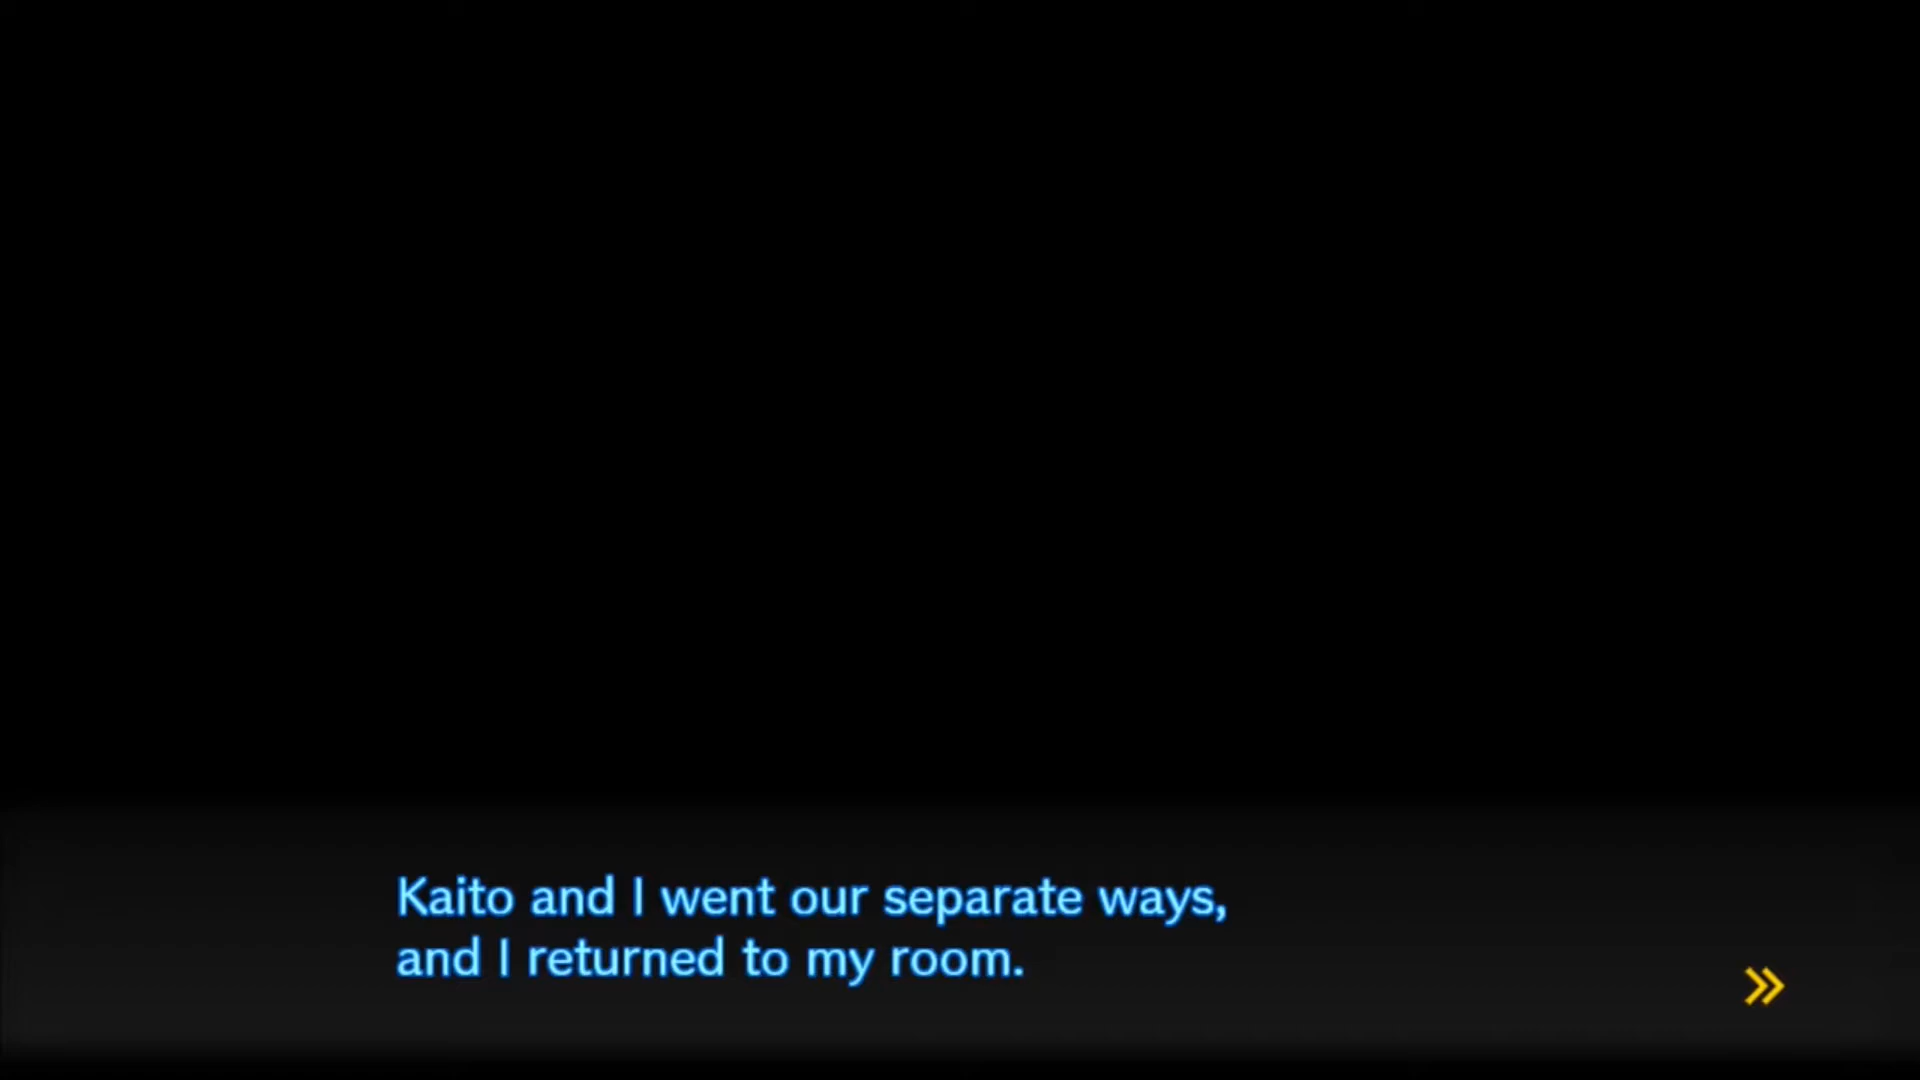 Kaito and I went our separate ways,
and I returned to my room.